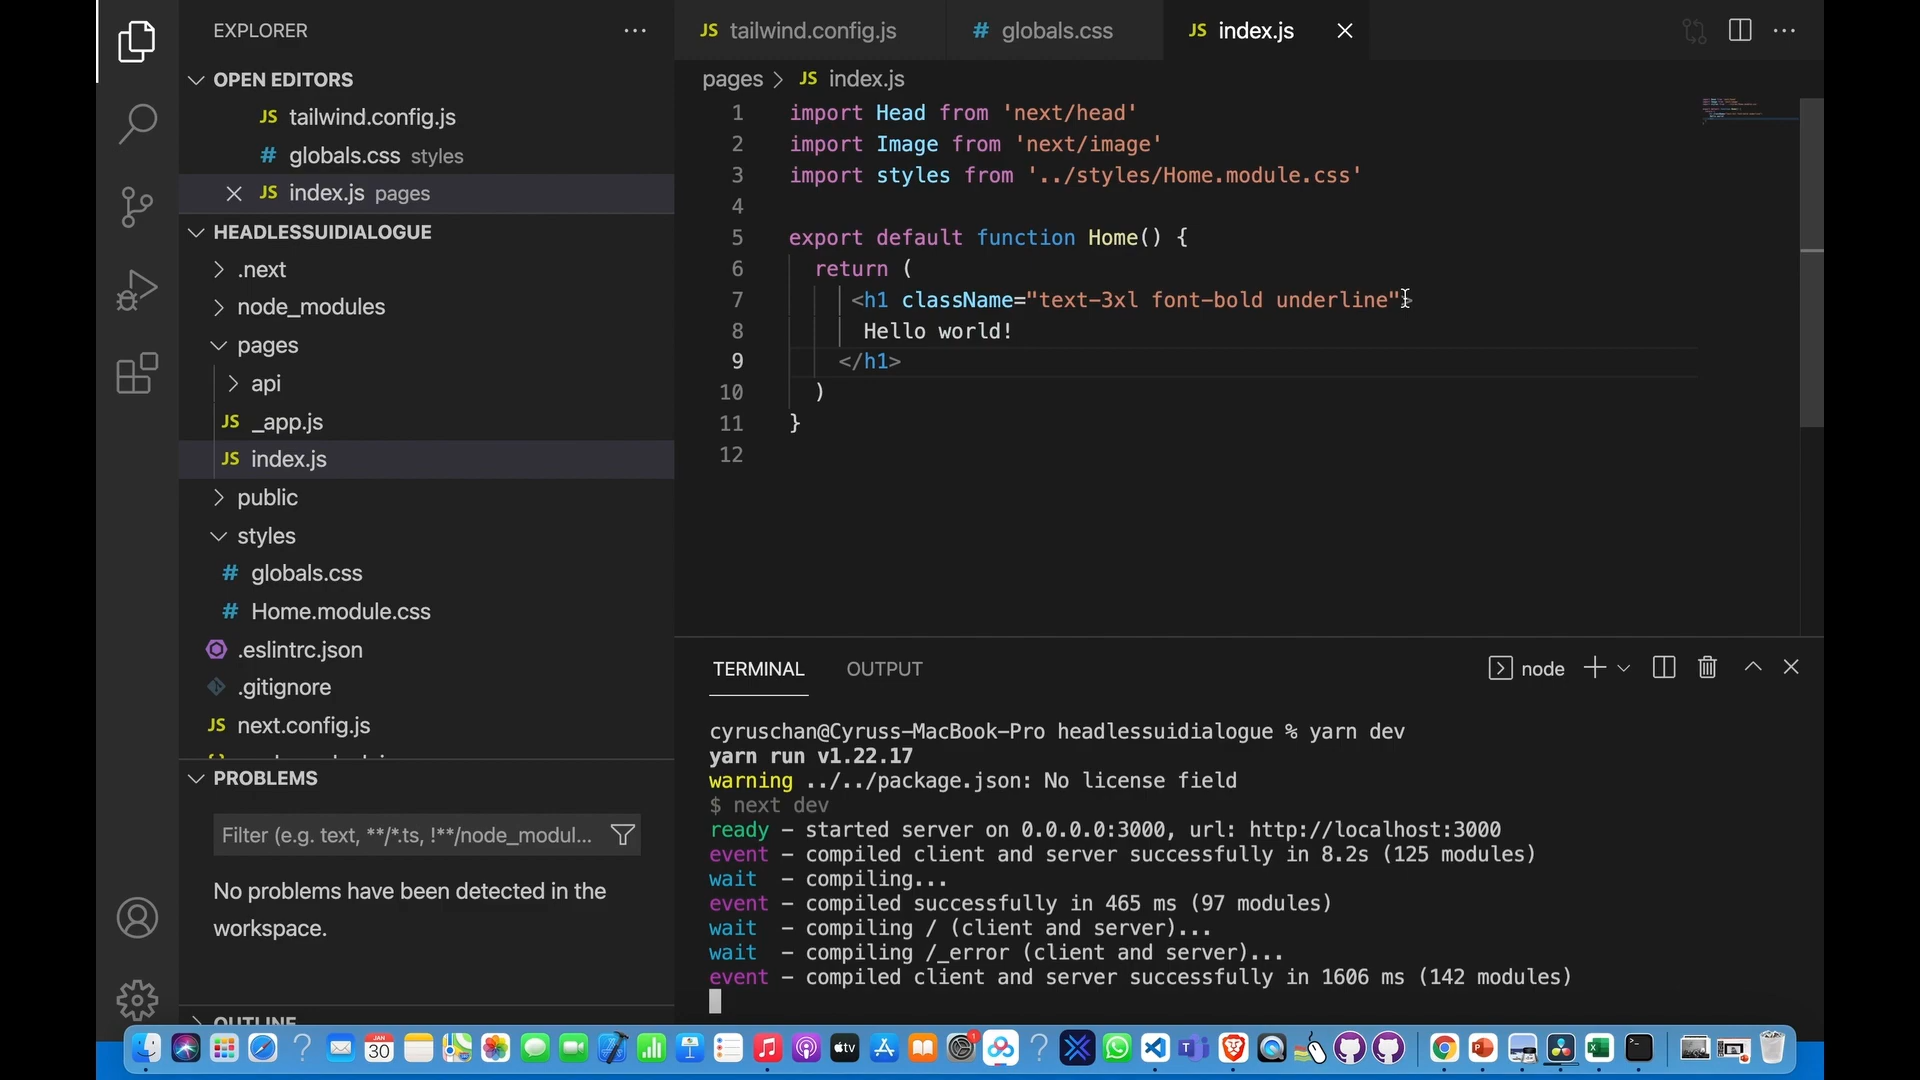 EXPLORER
OPEN EDITORS
JS tailwind.config.js
# globals.css styles
JS index.js pages
HEADLESSUIDIALOGUE
.next
node_modules
pages
api
JS _app.js
JS index.js
public
styles
# globals.css
# Home.module.css
.eslintrc.json
.gitignore
JS next.config.js
PROBLEMS
Filter (e.g. text, **/*.ts, !**/node_modul...
No problems have been detected in the
workspace.
OUTLINE
JS tailwind.config.js # globals.css JS index.js
pages > JS index.js
1 import Head from 'next/head'
2 import Image from 'next/image'
3 import styles from '../styles/Home.module.css'
4
5 export default function Home() {
6 return (
7 <h1 className="text-3xl font-bold underline">
8 Hello world!
9 </h1>
10 )
11 }
12
TERMINAL OUTPUT node
cyruschan@Cyruss-MacBook-Pro headlessuidialogue % yarn dev
yarn run v1.22.17
warning ../../package.json: No license field
$ next dev
ready - started server on 0.0.0.0:3000, url: http://localhost:3000
event - compiled client and server successfully in 8.2s (125 modules)
wait - compiling...
event - compiled successfully in 465 ms (97 modules)
wait - compiling / (client and server)...
wait - compiling /_error (client and server)...
event - compiled client and server successfully in 1606 ms (142 modules)
JAN
30
tv
1